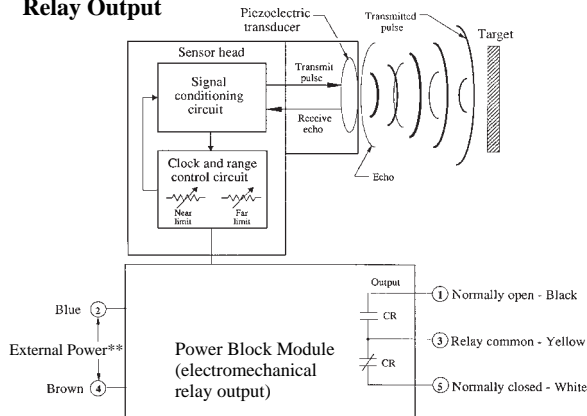 Relay Output
Piezoelectric
transducer
Transmitted
pulse
Target
Sensor head
Signal
conditioning
circuit
Transmit
pulse
Receive
echo
Clock and range
control circuit
Near
limit
Far
limit
Echo
Output
1 Normally open - Black
CR
Blue 2
External Power**
Brown 4
Power Block Module
(electromechanical
relay output)
3 Relay common - Yellow
CR
5 Normally closed - White